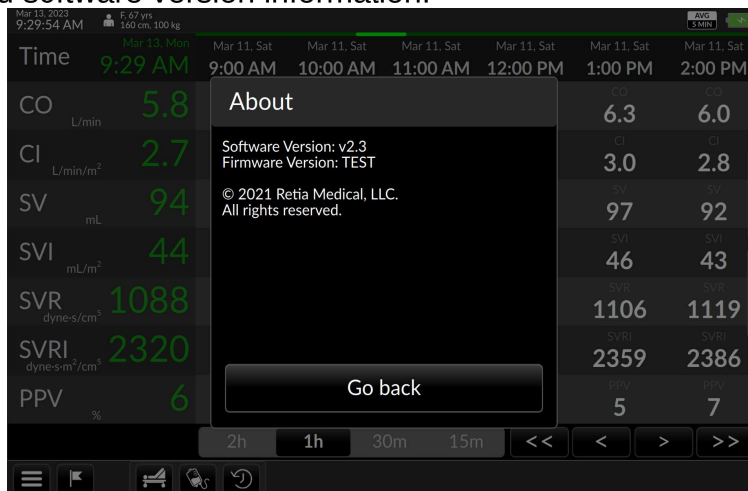 software version information.
Mar 13, 2023
9:29:54 AM
F, 67 yrs
160 cm, 100 kg
AVG
5 MIN
Time
Mar 13, Mon
9:29 AM
Mar 11, Sat
9:00 AM
Mar 11, Sat
10:00 AM
Mar 11, Sat
11:00 AM
Mar 11, Sat
12:00 PM
Mar 11, Sat
1:00 PM
Mar 11, Sat
2:00 PM
CO L/min 5.8
CO
6.3
CO
6.0
CI L/min/m² 2.7
CI
3.0
CI
2.8
SV mL 94
SV
97
SV
92
SVI mL/m² 44
SVI
46
SVI
43
SVR dyne·s/cm⁵ 1088
SVR
1106
SVR
1119
SVRI dyne·s·m²/cm⁵ 2320
SVRI
2359
SVRI
2386
PPV % 6
PPV
5
PPV
7
About
Software Version: v2.3
Firmware Version: TEST
© 2021 Retia Medical, LLC.
All rights reserved.
Go back
2h 1h 30m 15m << < > >>